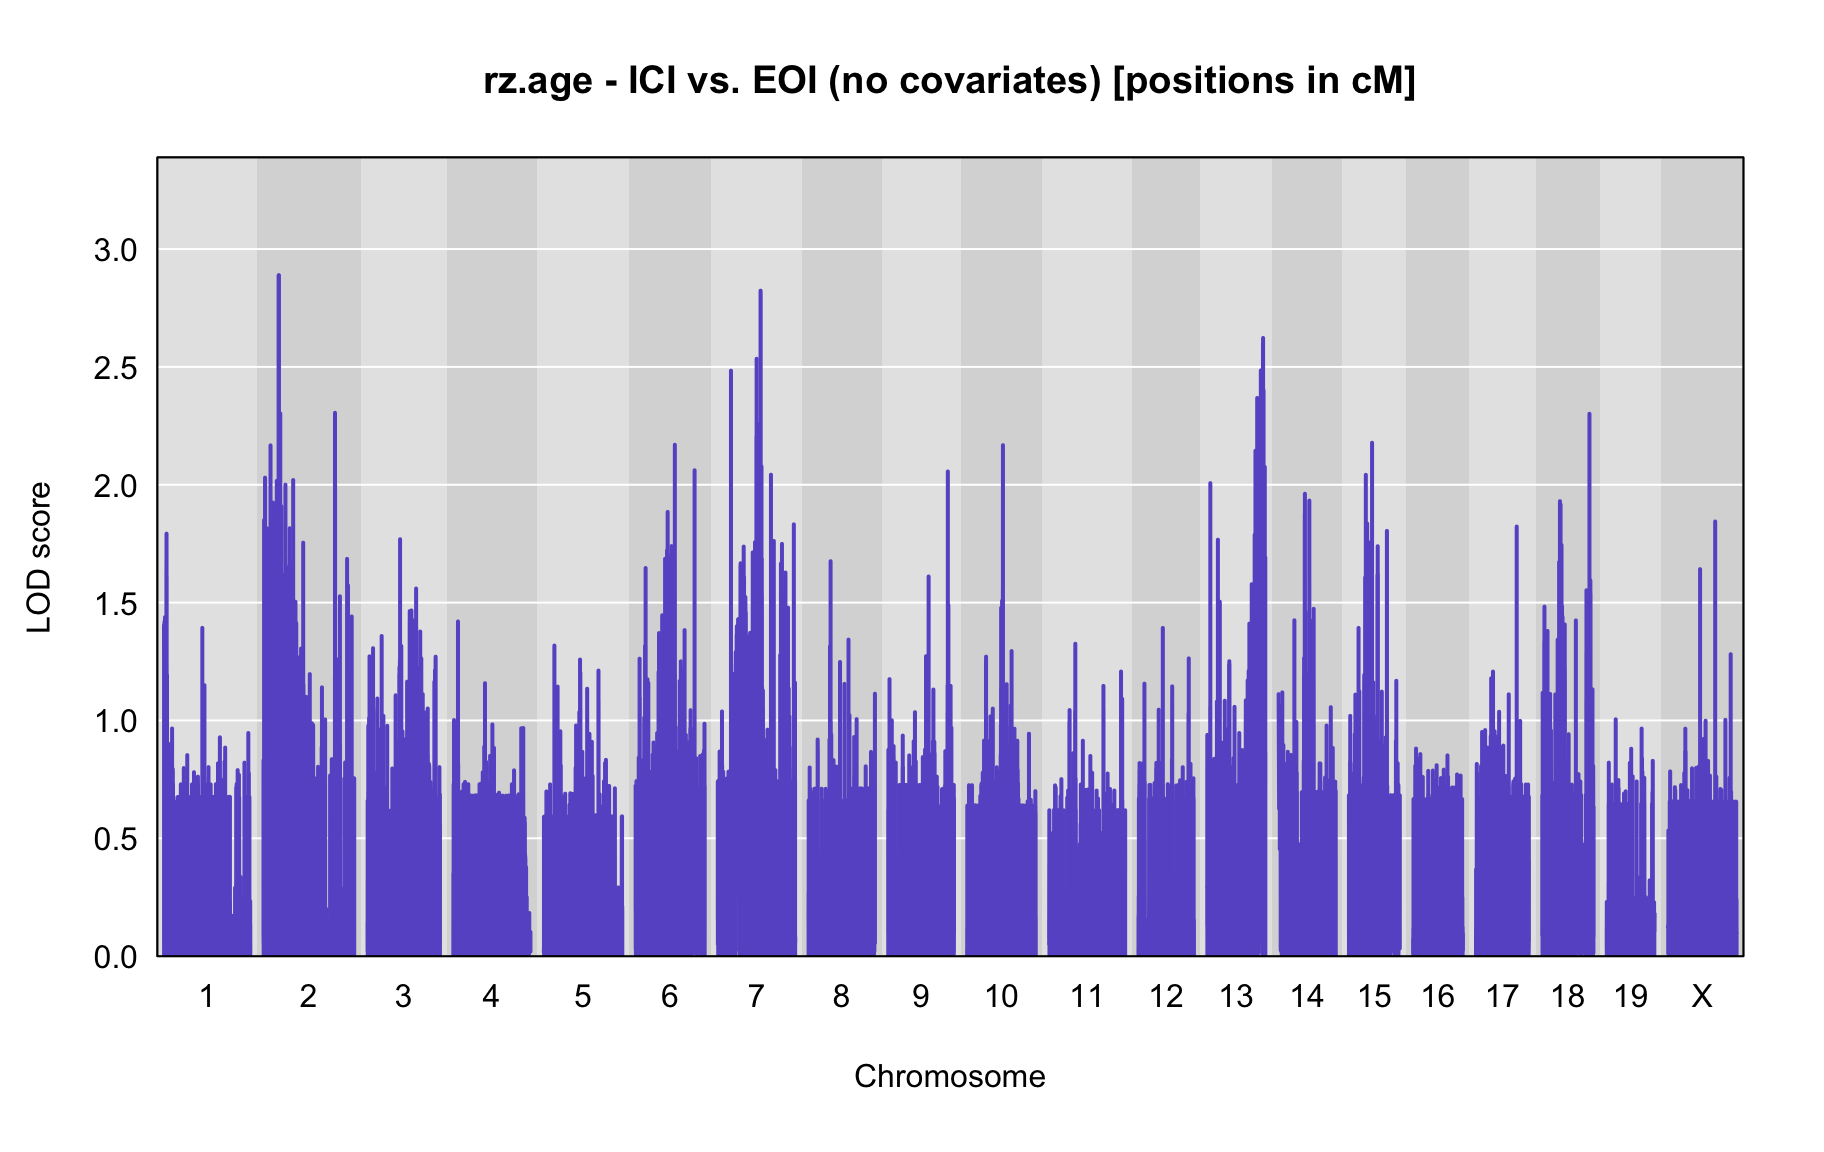 rz.age - ICI vs. EOI (no covariates) [positions in cM]
LOD score
3.0
2.5
2.0
1.5
1.0
0.5
0.0
1 2 3 4 5 6 7 8 9 10 11 12 13 14 15 16 17 18 19 X
Chromosome